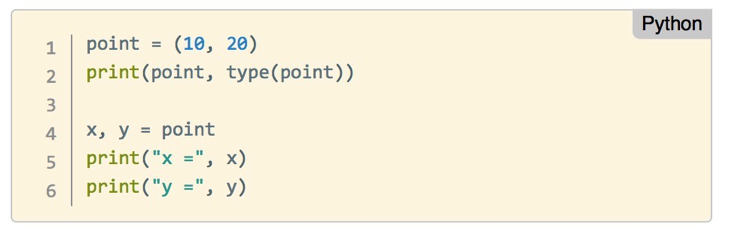 Python
1 point = (10, 20)
2 print(point, type(point))
3
4 x, y = point
5 print("x =", x)
6 print("y =", y)